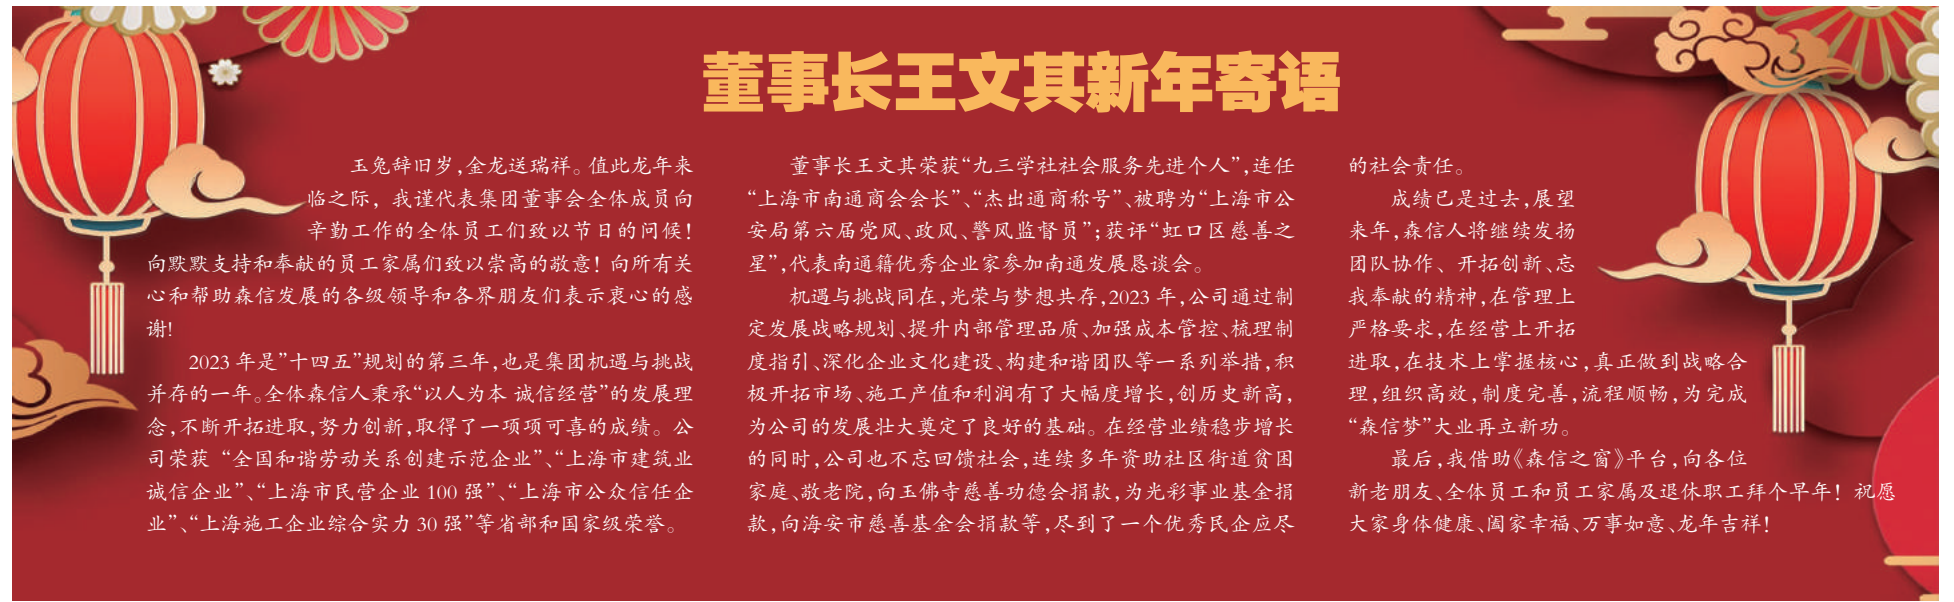 董事长王文其新年寄语
玉兔辞旧岁,金龙送瑞祥。值此龙年来
临之际，我谨代表集团董事会全体成员向
辛勤工作的全体员工们致以节日的问候！
向默默支持和奉献的员工家属们致以崇高的敬意！向所有关
心和帮助森信发展的各级领导和各界朋友们表示衷心的感
谢！
2023 年是”十四五”规划的第三年,也是集团机遇与挑战
并存的一年。全体森信人秉承“以人为本 诚信经营”的发展理
念,不断开拓进取,努力创新,取得了一项项可喜的成绩。公
司荣获 “全国和谐劳动关系创建示范企业”、“上海市建筑业
诚信企业”、“上海市民营企业 100 强”、“上海市公众信任企
业”、“上海施工企业综合实力 30 强”等省部和国家级荣誉。
董事长王文其荣获“九三学社社会服务先进个人”,连任
“上海市南通商会会长”、“杰出通商称号”、被聘为“上海市公
安局第六届党风、政风、警风监督员”;获评“虹口区慈善之
星”,代表南通籍优秀企业家参加南通发展恳谈会。
机遇与挑战同在,光荣与梦想共存,2023 年,公司通过制
定发展战略规划、提升内部管理品质、加强成本管控、梳理制
度指引、深化企业文化建设、构建和谐团队等一系列举措,积
极开拓市场、施工产值和利润有了大幅度增长,创历史新高,
为公司的发展壮大奠定了良好的基础。在经营业绩稳步增长
的同时,公司也不忘回馈社会,连续多年资助社区街道贫困
家庭、敬老院,向玉佛寺慈善功德会捐款,为光彩事业基金捐
款,向海安市慈善基金会捐款等,尽到了一个优秀民企应尽
的社会责任。
成绩已是过去,展望
来年,森信人将继续发扬
团队协作、开拓创新、忘
我奉献的精神,在管理上
严格要求,在经营上开拓
进取,在技术上掌握核心,真正做到战略合
理,组织高效,制度完善,流程顺畅,为完成
“森信梦”大业再立新功。
最后,我借助《森信之窗》平台,向各位
新老朋友、全体员工和员工家属及退休职工拜个早年！祝愿
大家身体健康、阖家幸福、万事如意、龙年吉祥！